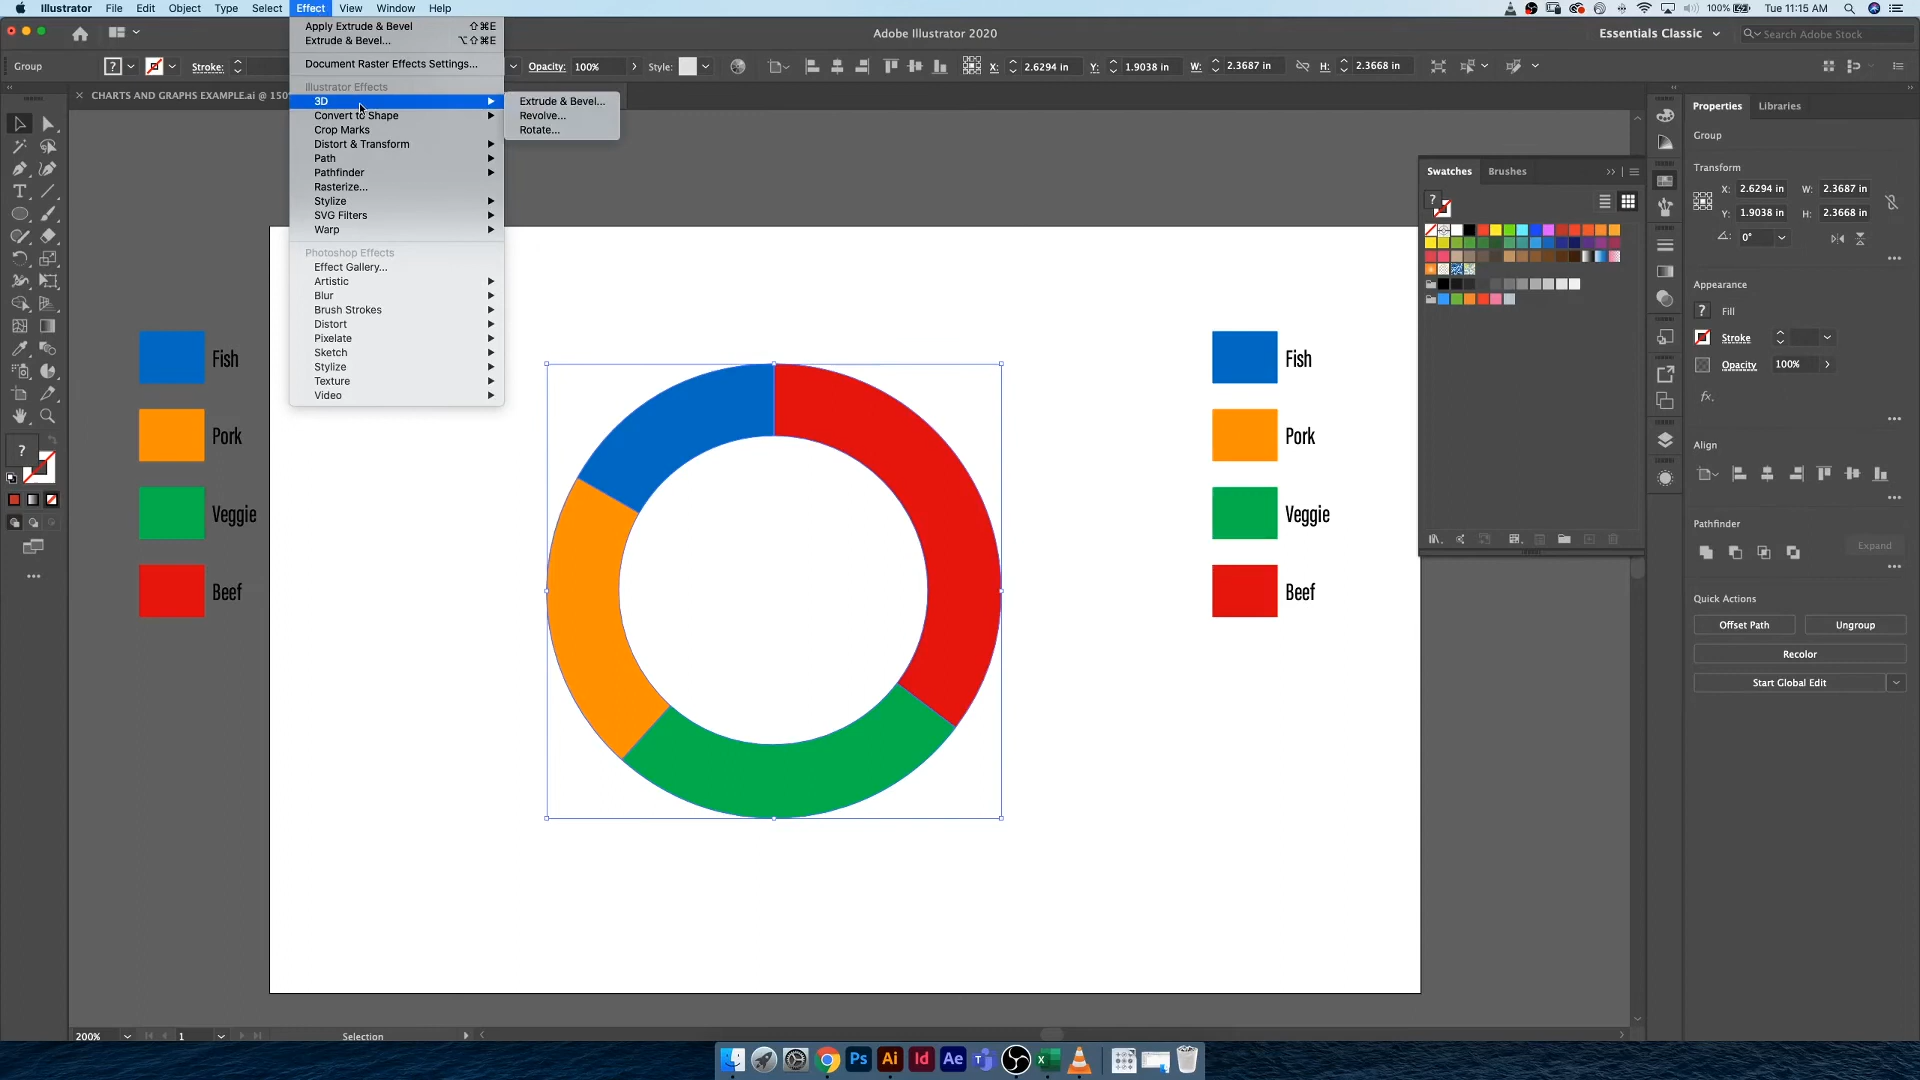 Illustrator File Edit Object Type Select Effect View Window Help
100% Tue 11:15 AM
Adobe Illustrator 2020
Essentials Classic
Search Adobe Stock
Group
Stroke:
Opacity: 100%
Style:
X: 2.6294 in
Y: 1.9038 in
W: 2.3687 in
H: 2.3668 in
CHARTS AND GRAPHS EXAMPLE.ai @ 150
Apply Extrude & Bevel ⇧⌘E
Extrude & Bevel... ⌥⇧⌘E
Document Raster Effects Settings...
Illustrator Effects
3D
Convert to Shape
Crop Marks
Distort & Transform
Path
Pathfinder
Rasterize...
Stylize
SVG Filters
Warp
Photoshop Effects
Effect Gallery...
Artistic
Blur
Brush Strokes
Distort
Pixelate
Sketch
Stylize
Texture
Video
Extrude & Bevel...
Revolve...
Rotate...
Fish
Pork
Veggie
Beef
Fish
Pork
Veggie
Beef
Swatches Brushes
?
Properties Libraries
Group
Transform
X: 2.6294 in W: 2.3687 in
Y: 1.9038 in H: 2.3668 in
0°
Appearance
? Fill
Stroke
Opacity 100%
fx.
Align
Pathfinder
Expand
Quick Actions
Offset Path Ungroup
Recolor
Start Global Edit
200%
1
Selection
Ps Ai Id Ae